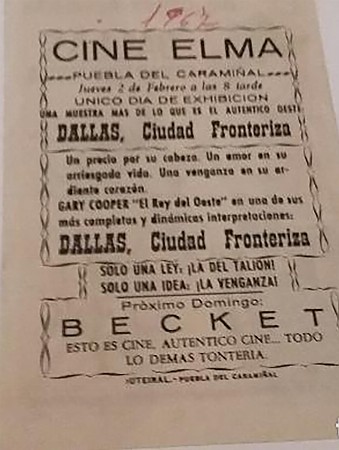 1967
CINE ELMA
PUEBLA DEL CARAMIÑAL
Jueves 2 de Febrero a las 8 tarde
UNICO DIA DE EXHIBICION
UNA MUESTRA MAS DE LO QUE ES EL AUTENTICO OESTE
DALLAS, Ciudad Fronteriza
Un precio por su cabeza. Un amor en su
arriesgada vida. Una venganza en su ar-
diente corazón.
GARY COOPER "El Rey del Oeste" en una de sus
más completas y dinámicas interpretaciones:
DALLAS, Ciudad Fronteriza
SOLO UNA LEY: ¡LA DEL TALION!
SOLO UNA IDEA: ¡LA VENGANZA!
Próximo Domingo:
BECKET
ESTO ES CINE, AUTENTICO CINE... TODO
LO DEMAS TONTERIA.
PUEBLA DEL CARAMIÑAL